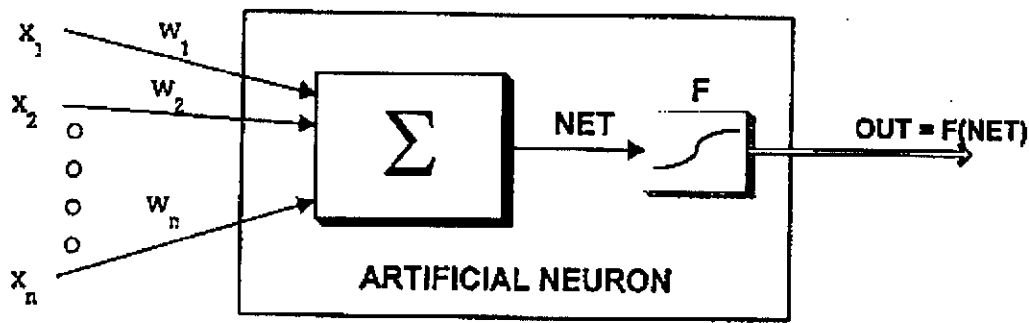 X₁ W₁
X₂ W₂
Xₙ Wₙ
Σ
NET
F
OUT = F(NET)
ARTIFICIAL NEURON